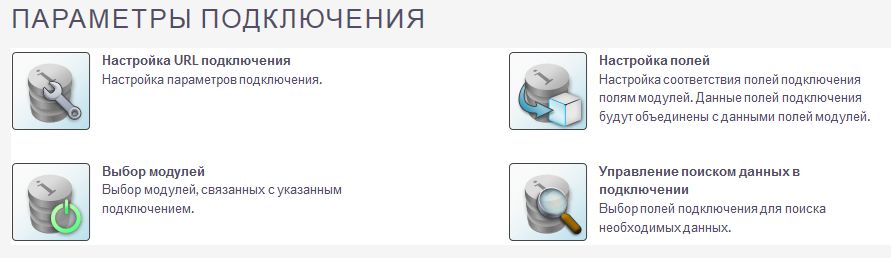 ПАРАМЕТРЫ ПОДКЛЮЧЕНИЯ
Настройка URL подключения
Настройка параметров подключения.
Настройка полей
Настройка соответствия полей подключения
полям модулей. Данные полей подключения
будут объединены с данными полей модулей.
Выбор модулей
Выбор модулей, связанных с указанным
подключением.
Управление поиском данных в
подключении
Выбор полей подключения для поиска
необходимых данных.